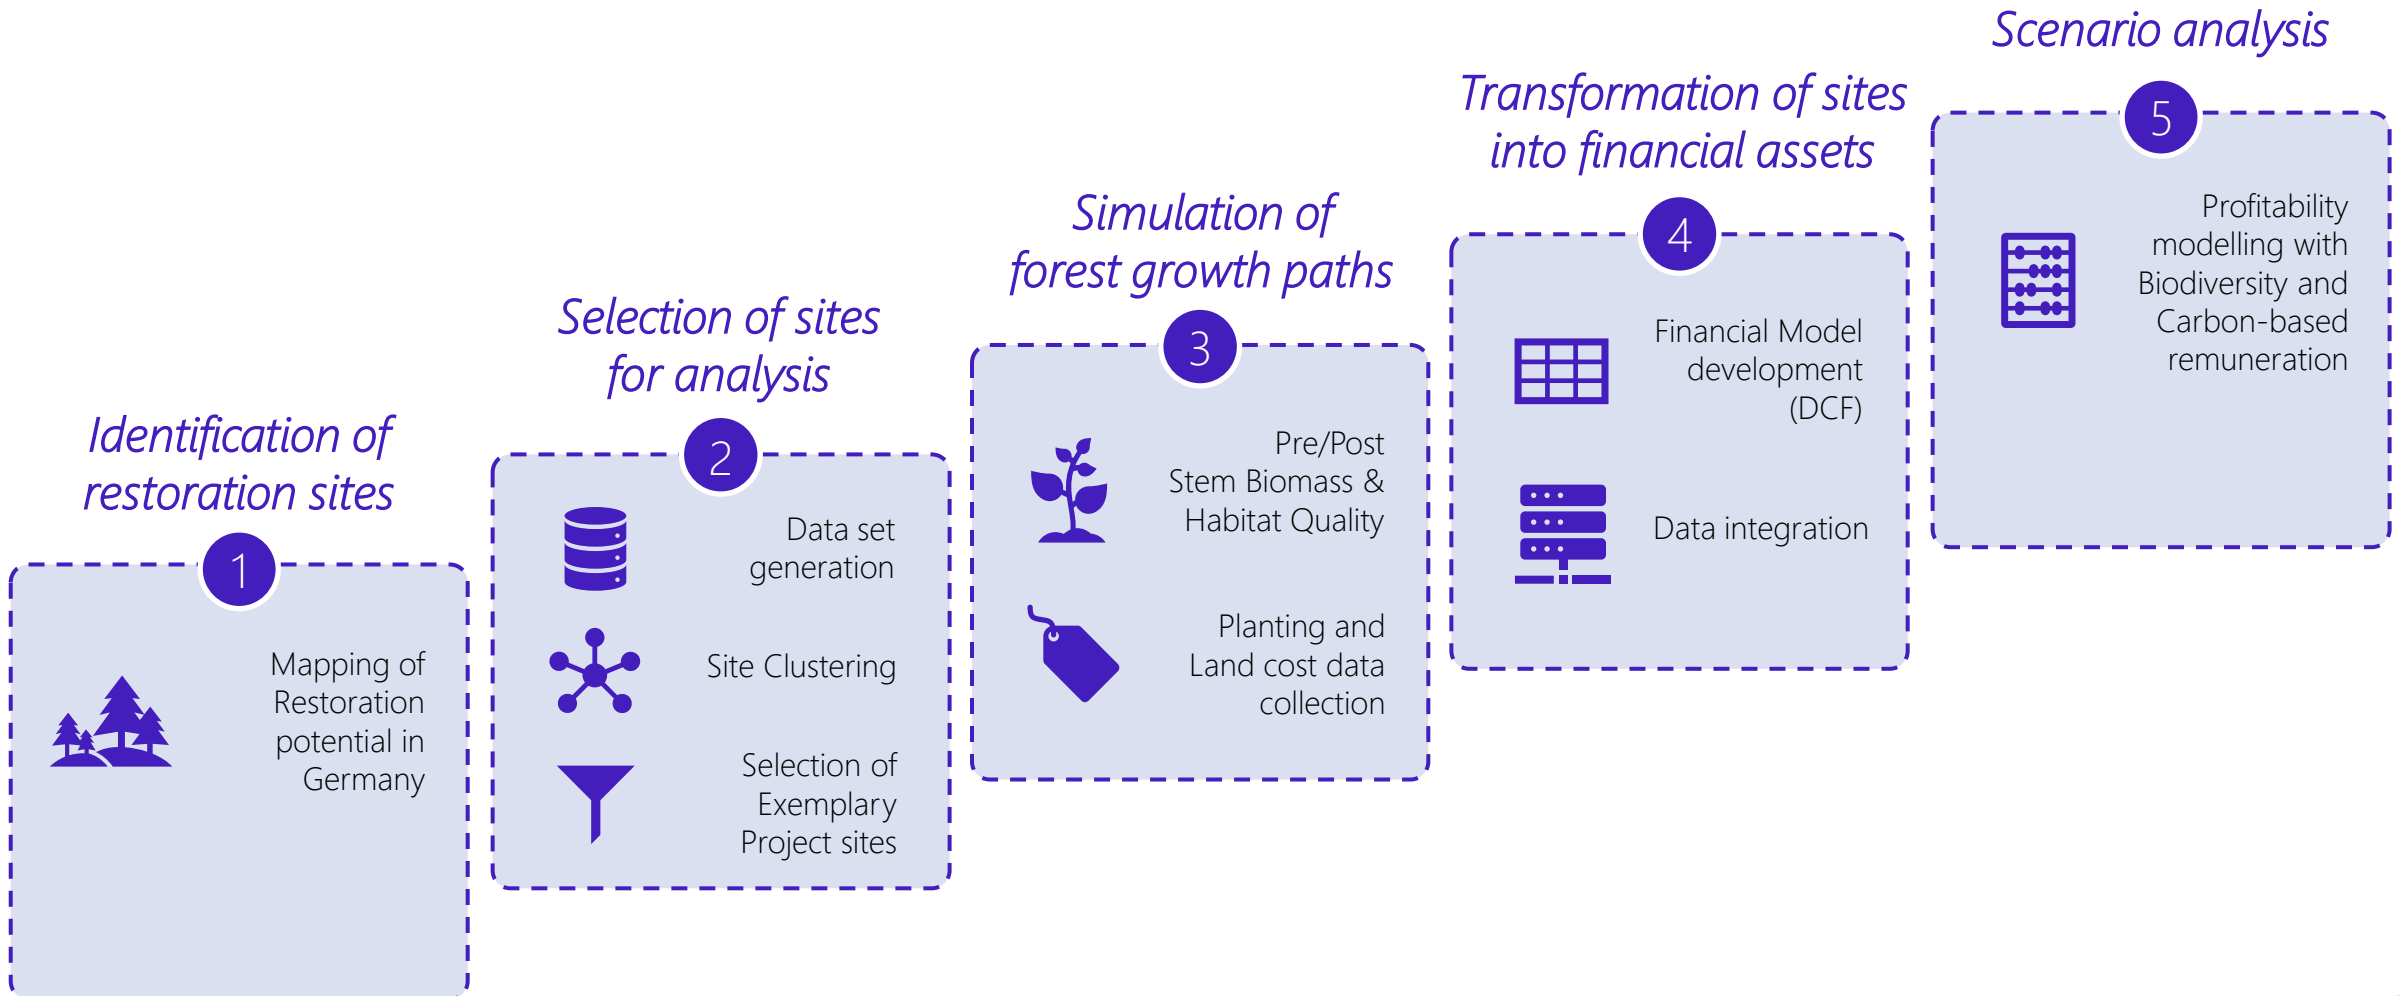 Identification of
restoration sites
1
Mapping of
Restoration
potential in
Germany
Selection of sites
for analysis
2
Data set
generation
Site Clustering
Selection of
Exemplary
Project sites
Simulation of
forest growth paths
3
Pre/Post
Stem Biomass &
Habitat Quality
Planting and
Land cost data
collection
Transformation of sites
into financial assets
4
Financial Model
development
(DCF)
Data integration
Scenario analysis
5
Profitability
modelling with
Biodiversity and
Carbon-based
remuneration